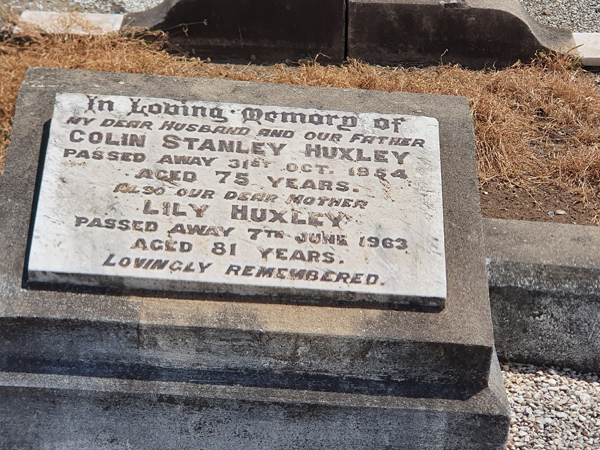 In Loving Memory of
MY DEAR HUSBAND AND OUR FATHER
COLIN STANLEY HUXLEY
PASSED AWAY 31ST OCT. 1954
AGED 75 YEARS.
ALSO OUR DEAR MOTHER
LILY HUXLEY
PASSED AWAY 7TH JUNE 1963
AGED 81 YEARS.
LOVINGLY REMEMBERED.